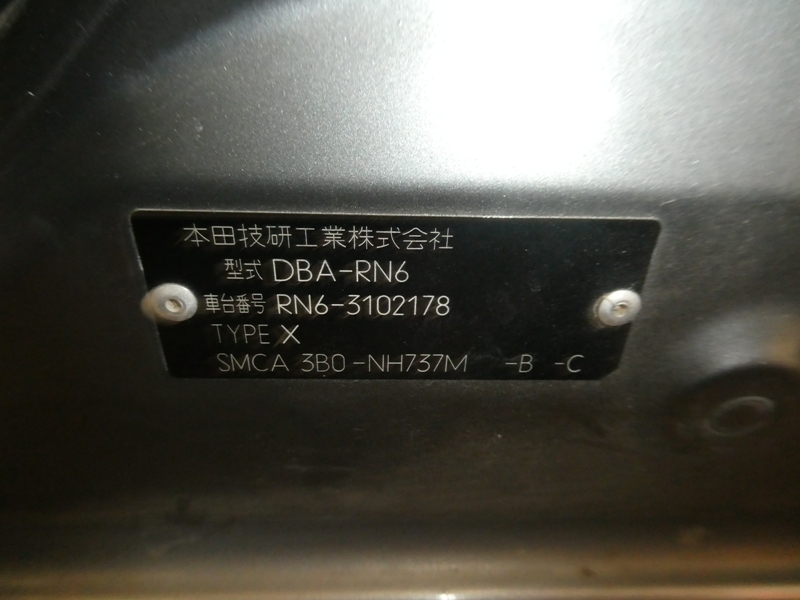 本田技研工業株式会社
型式 DBA-RN6
車台番号 RN6-3102178
TYPE X
SMCA 3B0-NH737M -B -C